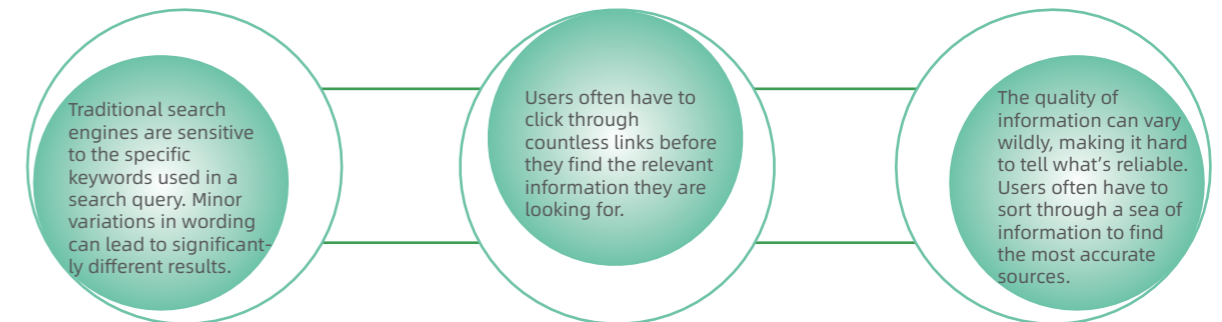 Traditional search
engines are sensitive
to the specific
keywords used in a
search query. Minor
variations in wording
can lead to significant-
ly different results.
Users often have to
click through
countless links before
they find the relevant
information they are
looking for.
The quality of
information can vary
wildly, making it hard
to tell what’s reliable.
Users often have to
sort through a sea of
information to find
the most accurate
sources.